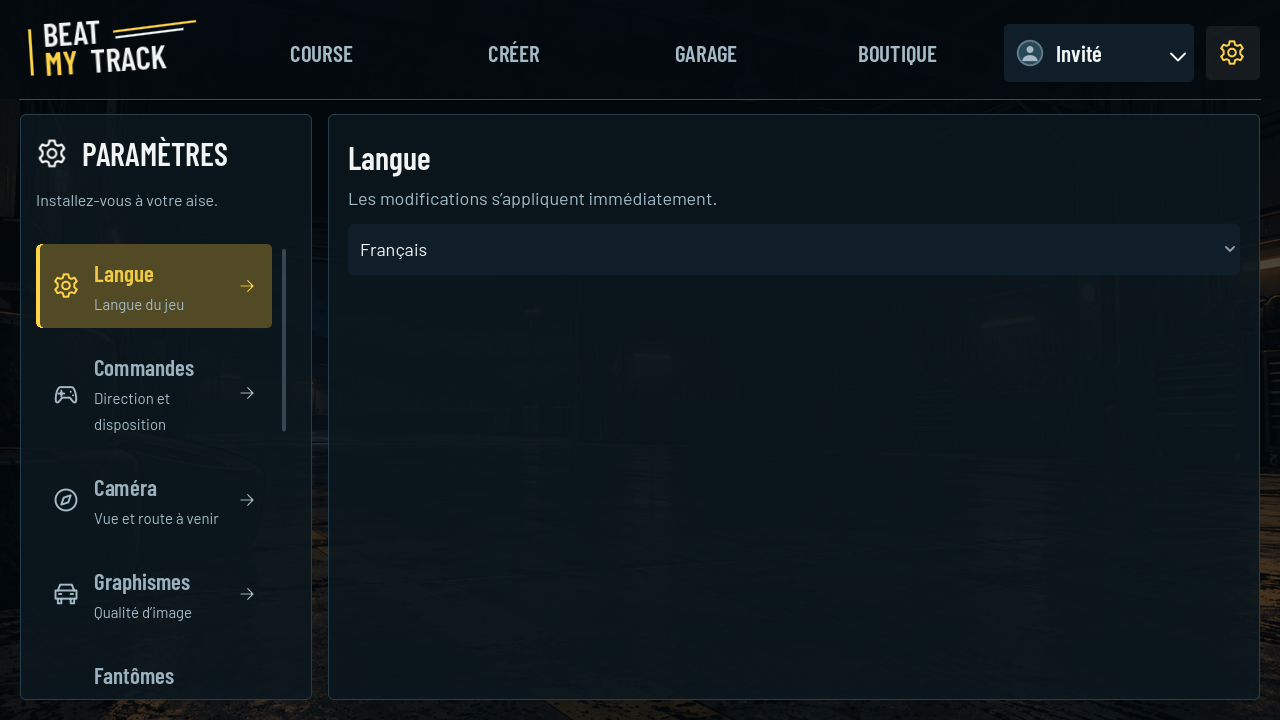 BEAT
MY TRACK
COURSE
CRÉER
GARAGE
BOUTIQUE
Invité
PARAMÈTRES
Installez-vous à votre aise.
Langue
Langue du jeu
Commandes
Direction et
disposition
Caméra
Vue et route à venir
Graphismes
Qualité d’image
Fantômes
Langue
Les modifications s’appliquent immédiatement.
Français